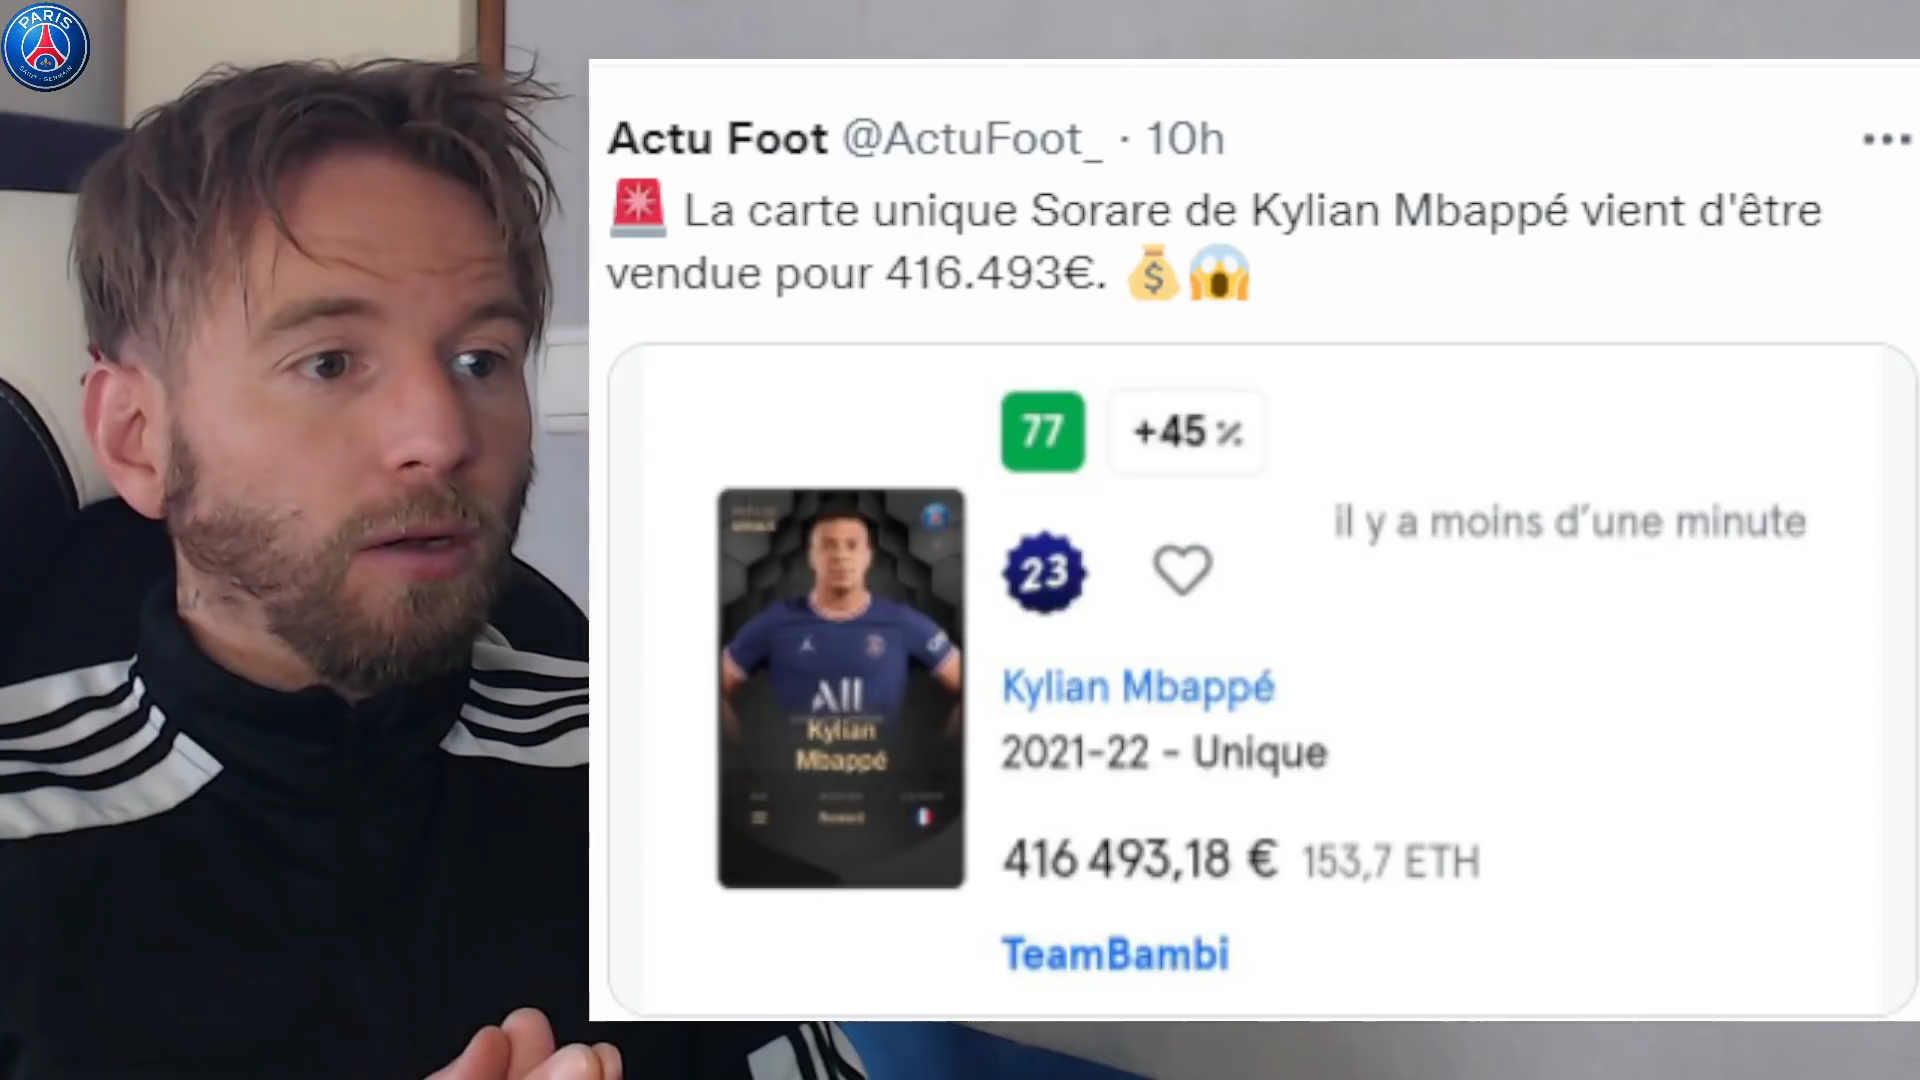 PARIS
SAINT-GERMAIN
Actu Foot @ActuFoot_ · 10h
🚨 La carte unique Sorare de Kylian Mbappé vient d'être
vendue pour 416.493€. 💰😱
77
+45 %
il y a moins d'une minute
23
All
Kylian
Mbappé
Kylian Mbappé
2021-22 - Unique
416 493,18 € 153,7 ETH
TeamBambi